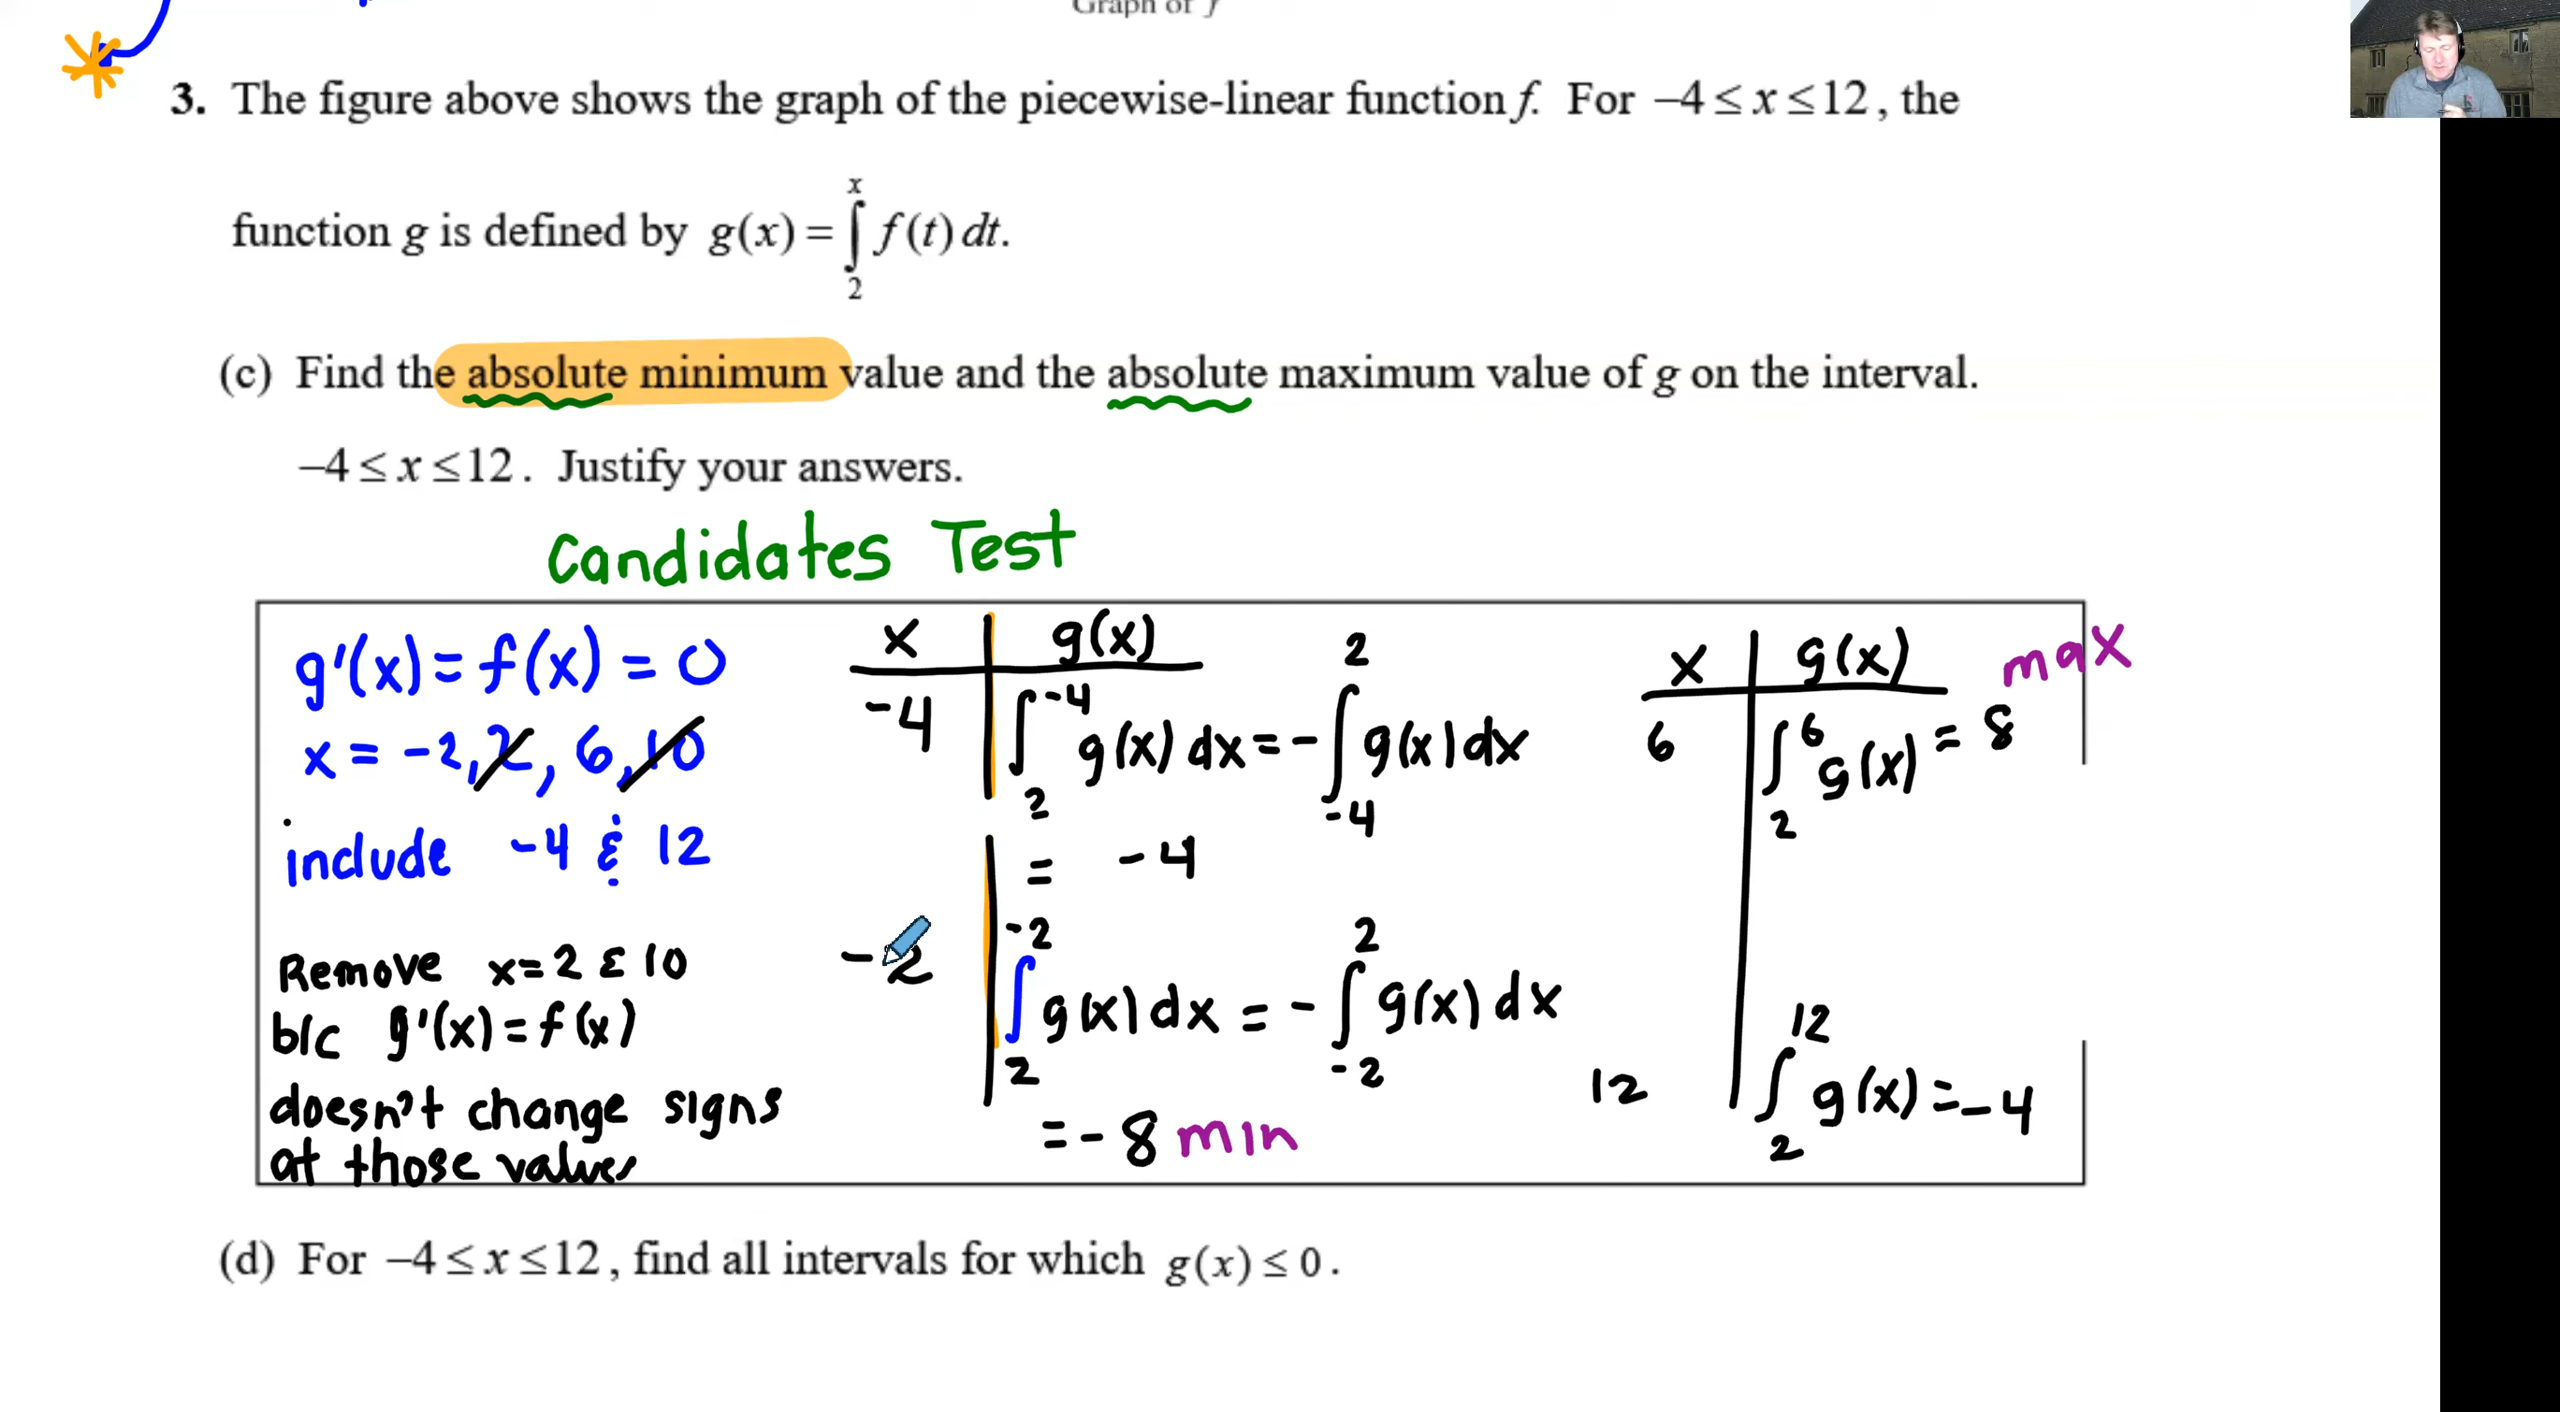 Graph of f
3. The figure above shows the graph of the piecewise-linear function f. For −4 ≤ x ≤ 12, the
function g is defined by g(x) = ∫₂ˣ f(t) dt.
(c) Find the absolute minimum value and the absolute maximum value of g on the interval.
−4 ≤ x ≤ 12. Justify your answers.
Candidates Test
g'(x) = f(x) = 0
x = -2, 2, 6, 10
include -4 & 12
Remove x=2 & 10
b/c g'(x) = f(x)
doesn't change signs
at those values
x | g(x)
-4 | ∫₂⁻⁴ g(x) dx = -∫₋₄² g(x) dx
= -4
-2 | ∫₂⁻² g(x) dx = -∫₋₂² g(x) dx
= -8 min
x | g(x) max
6 | ∫₂⁶ g(x) = 8
12 | ∫₂¹² g(x) = -4
(d) For −4 ≤ x ≤ 12, find all intervals for which g(x) ≤ 0.